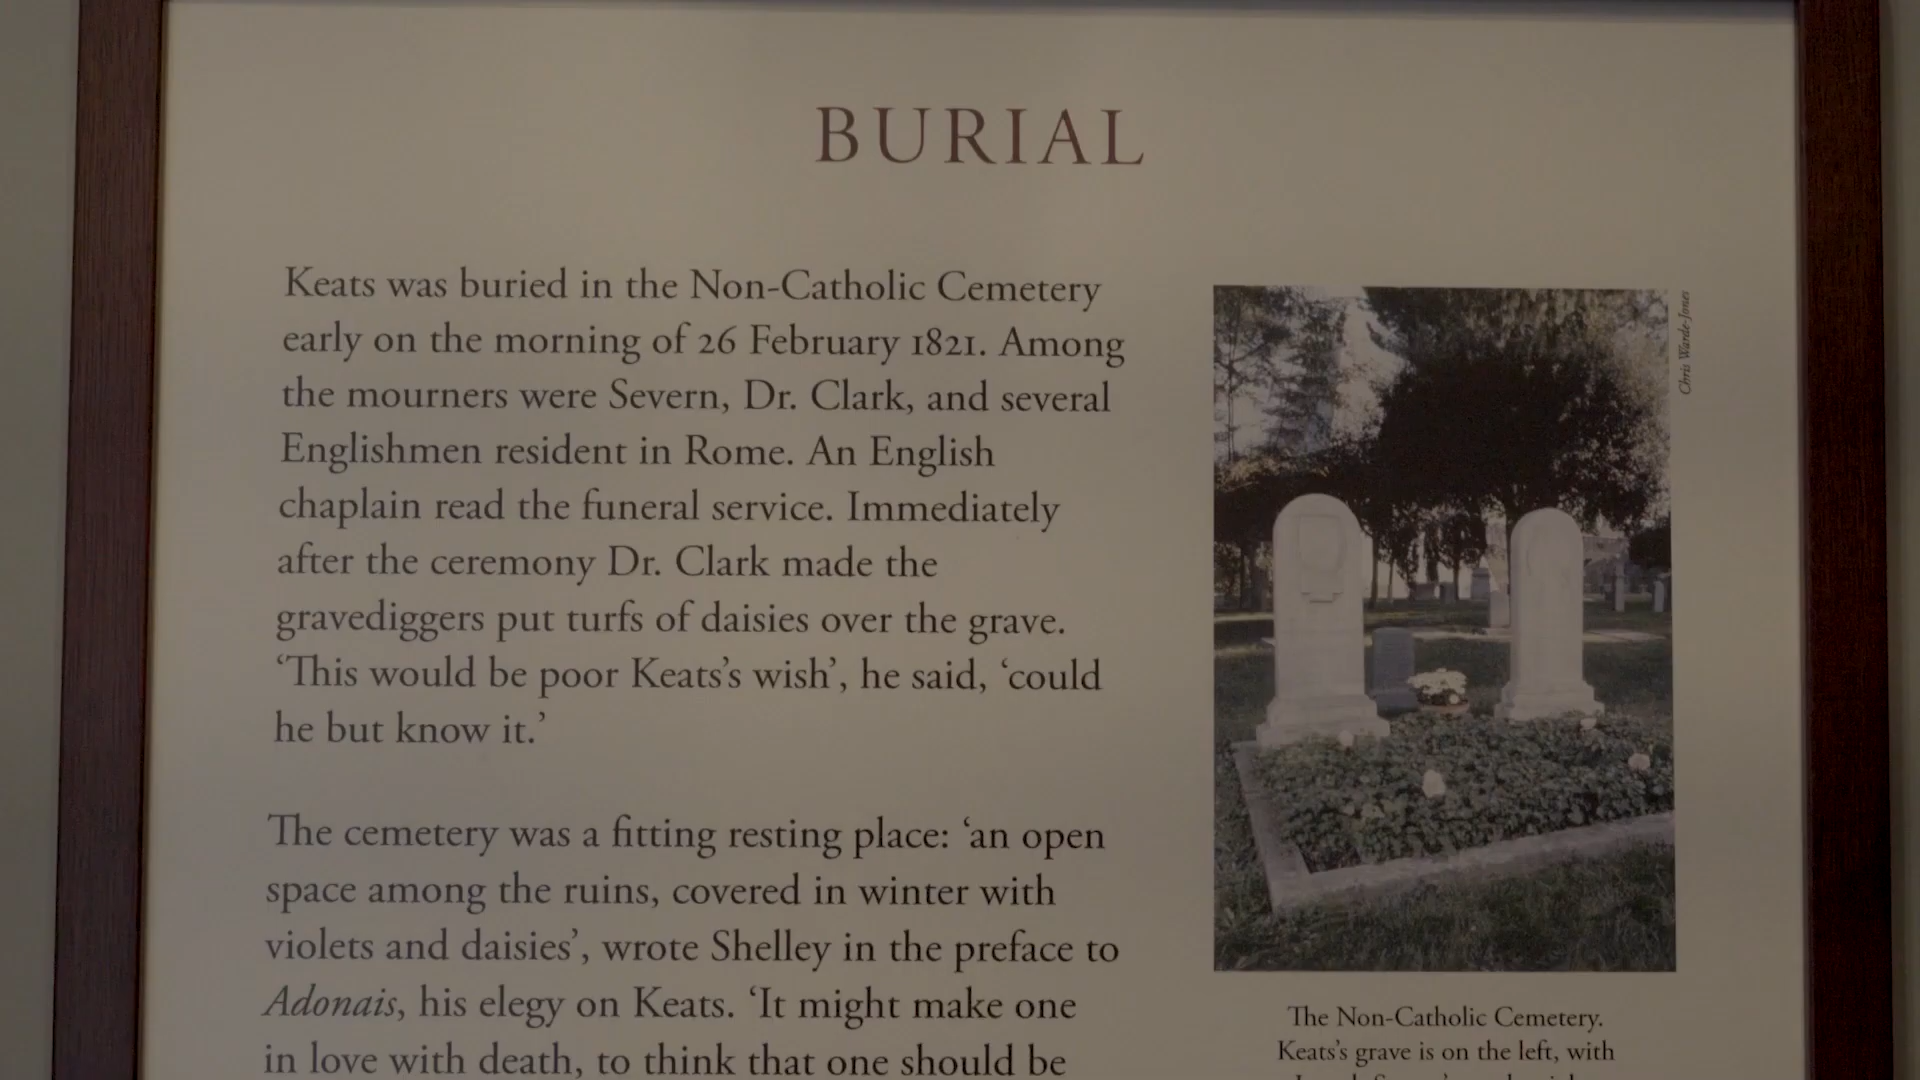 BURIAL
Keats was buried in the Non-Catholic Cemetery
early on the morning of 26 February 1821. Among
the mourners were Severn, Dr. Clark, and several
Englishmen resident in Rome. An English
chaplain read the funeral service. Immediately
after the ceremony Dr. Clark made the
gravediggers put turfs of daisies over the grave.
‘This would be poor Keats’s wish’, he said, ‘could
he but know it.’
The cemetery was a fitting resting place: ‘an open
space among the ruins, covered in winter with
violets and daisies’, wrote Shelley in the preface to
Adonais, his elegy on Keats. ‘It might make one
in love with death, to think that one should be
Chris Warde-Jones
The Non-Catholic Cemetery.
Keats’s grave is on the left, with